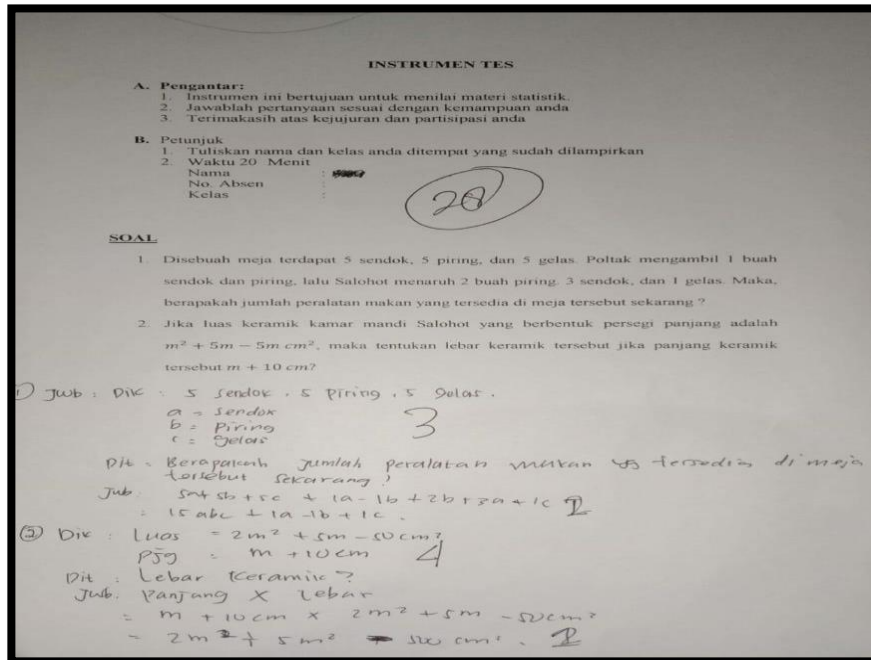 INSTRUMEN TES
A. Pengantar:
1. Instrumen ini bertujuan untuk menilai materi statistik.
2. Jawablah pertanyaan sesuai dengan kemampuan anda
3. Terimakasih atas kejujuran dan partisipasi anda
B. Petunjuk
1. Tuliskan nama dan kelas anda ditempat yang sudah dilampirkan
2. Waktu 20 Menit
Nama :
No. Absen :
Kelas :
20
SOAL
1. Disebuah meja terdapat 5 sendok, 5 piring, dan 5 gelas. Poltak mengambil 1 buah
sendok dan piring, lalu Salohot menaruh 2 buah piring. 3 sendok, dan 1 gelas. Maka,
berapakah jumlah peralatan makan yang tersedia di meja tersebut sekarang ?
2. Jika luas keramik kamar mandi Salohot yang berbentuk persegi panjang adalah
m² + 5m − 5m cm², maka tentukan lebar keramik tersebut jika panjang keramik
tersebut m + 10 cm?
1) Jwb : Dik : 5 sendok, 5 Piring, 5 gelas.
a = sendok
b = Piring 3
c = gelas
Dit : Berapakah jumlah peralatan makan yg tersedia di meja
tersebut sekarang?
Jwb : 5a+5b+5c + 1a-1b+2b+3a+1c
= 15abc + 1a-1b+1c.
② Dik : Luas = 2m² + 5m - 50cm²
Pjg = m + 10cm 4
Dit : Lebar Keramik?
Jwb : Panjang x Lebar
= m + 10cm x 2m² + 5m - 50cm²
= 2m³ + 5m² 500 cm²